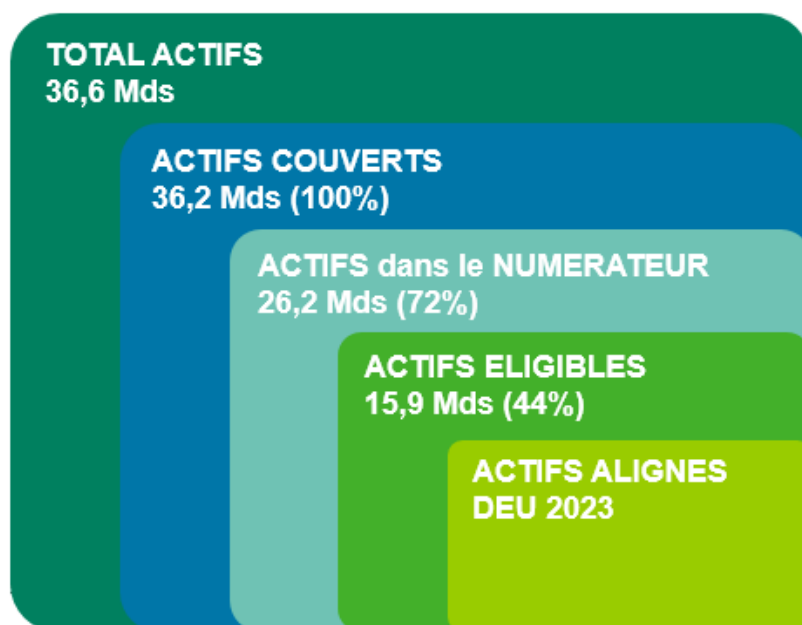 TOTAL ACTIFS
36,6 Mds
ACTIFS COUVERTS
36,2 Mds (100%)
ACTIFS dans le NUMERATEUR
26,2 Mds (72%)
ACTIFS ELIGIBLES
15,9 Mds (44%)
ACTIFS ALIGNES
DEU 2023